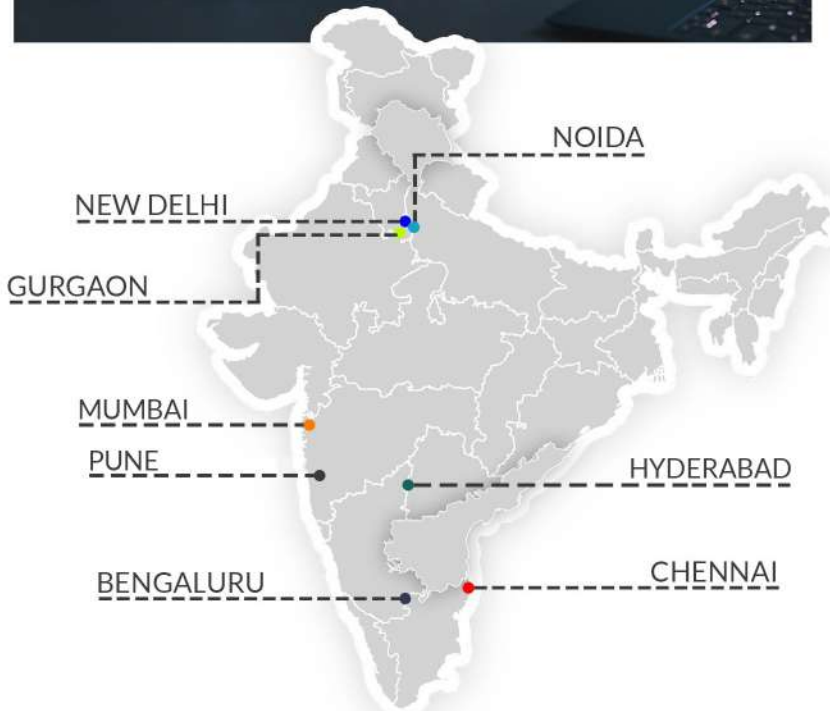 NOIDA
NEW DELHI
GURGAON
MUMBAI
PUNE
HYDERABAD
CHENNAI
BENGALURU